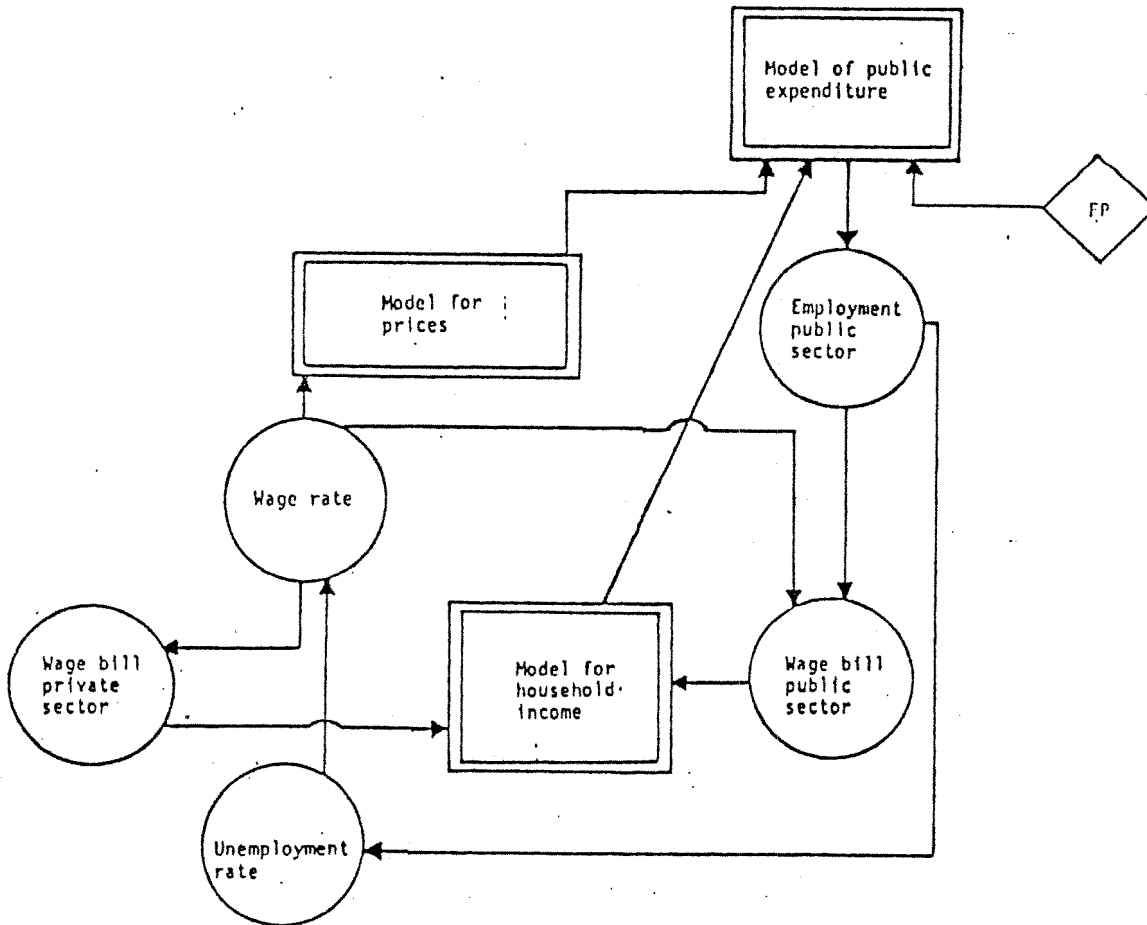 Model of public
expenditure
FP
Model for
prices
Employment
public
sector
Wage rate
Wage bill
private
sector
Model for
household
income
Wage bill
public
sector
Unemployment
rate